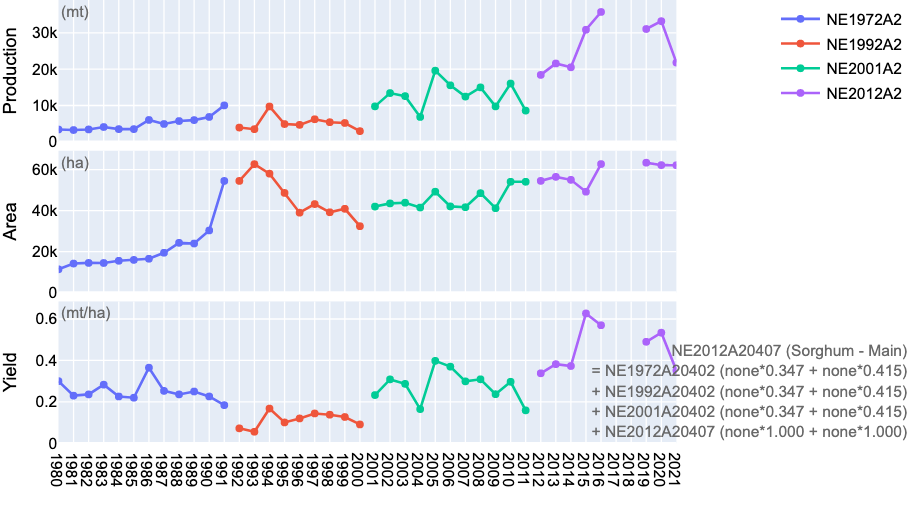 (mt)
Production
30k
20k
10k
0
NE1972A2
NE1992A2
NE2001A2
NE2012A2
(ha)
Area
60k
40k
20k
0
(mt/ha)
Yield
0.6
0.4
0.2
0
NE2012A20407 (Sorghum - Main)
= NE1972A20402 (none*0.347 + none*0.415)
+ NE1992A20402 (none*0.347 + none*0.415)
+ NE2001A20402 (none*0.347 + none*0.415)
+ NE2012A20407 (none*1.000 + none*1.000)
1980 1981 1982 1983 1984 1985 1986 1987 1988 1989 1990 1991 1992 1993 1994 1995 1996 1997 1998 1999 2000 2001 2002 2003 2004 2005 2006 2007 2008 2009 2010 2011 2012 2013 2014 2015 2016 2017 2018 2019 2020 2021